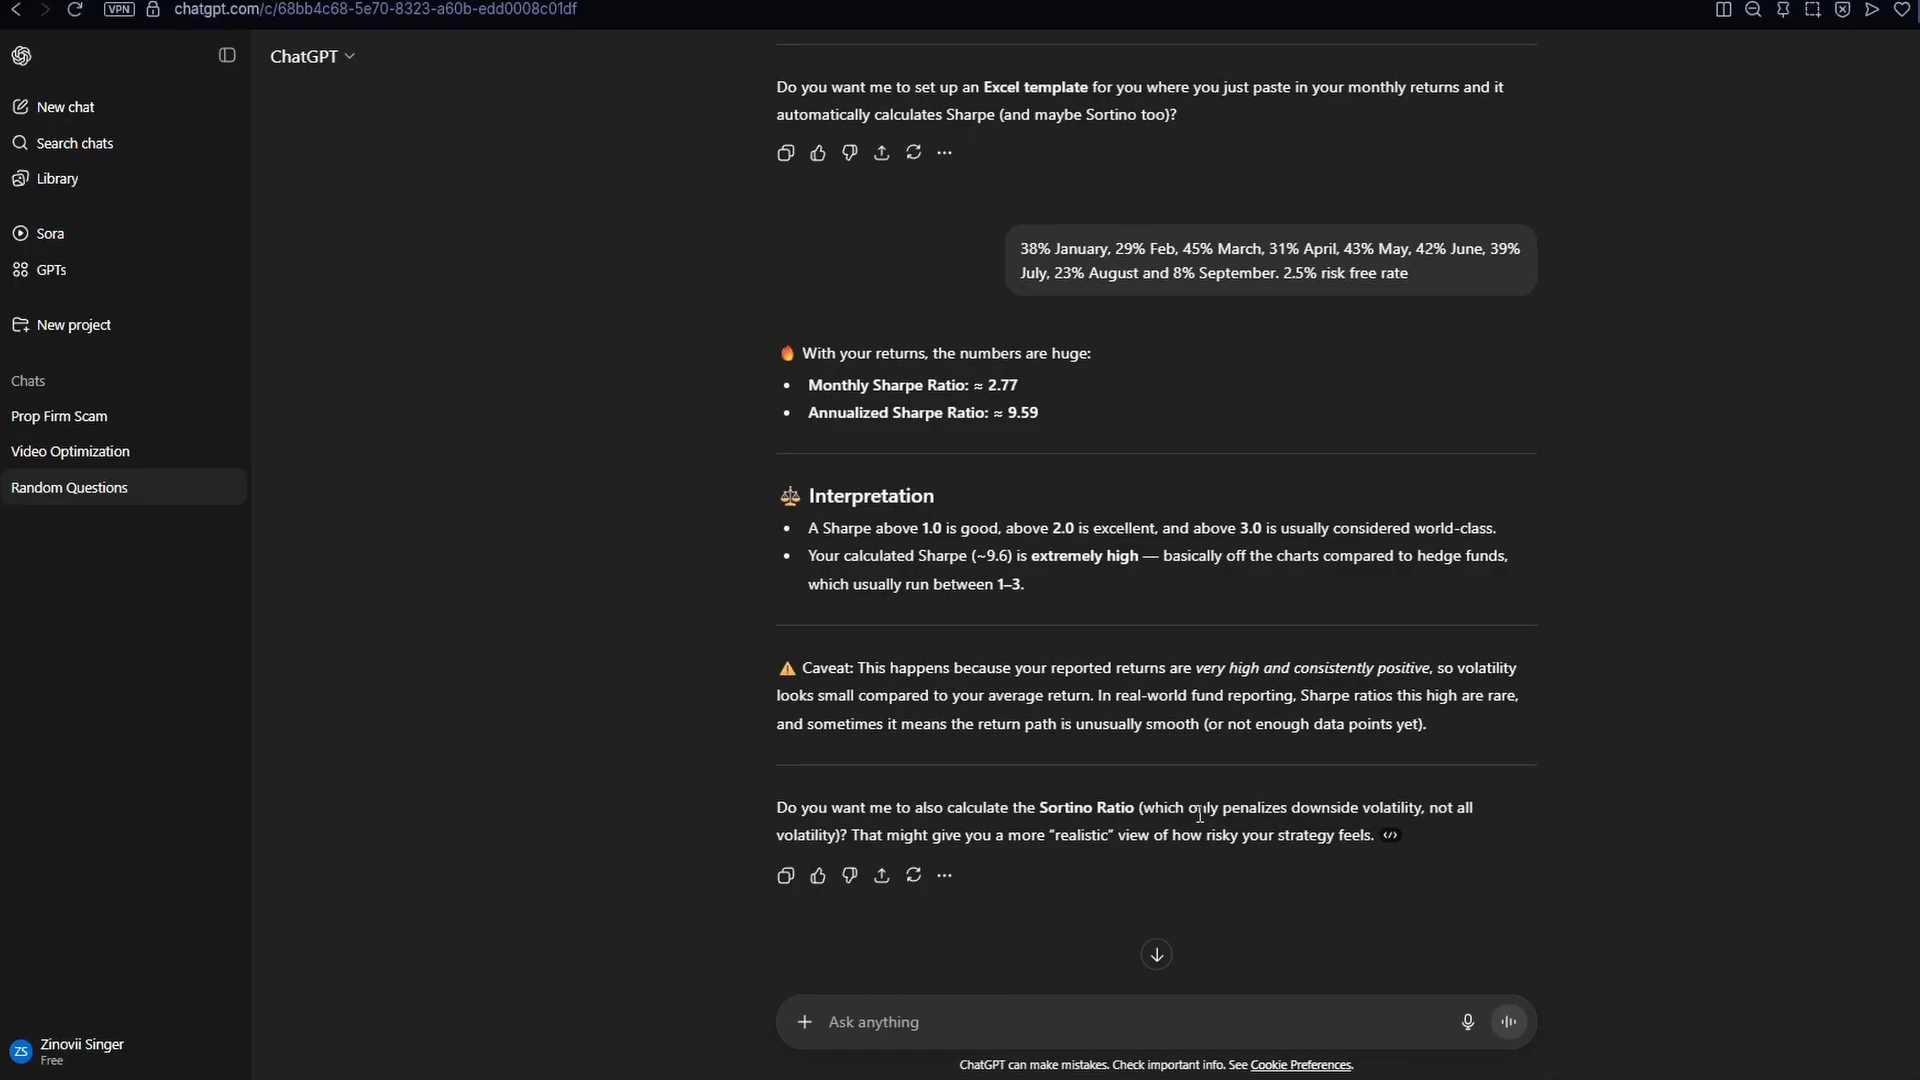 VPN
chatgpt.com/c/68bb4c68-5e70-8323-a60b-edd0008c01df
ChatGPT
New chat
Search chats
Library
Sora
GPTs
New project
Chats
Prop Firm Scam
Video Optimization
Random Questions
ZS
Zinovii Singer
Free
Do you want me to set up an Excel template for you where you just paste in your monthly returns and it
automatically calculates Sharpe (and maybe Sortino too)?
38% January, 29% Feb, 45% March, 31% April, 43% May, 42% June, 39%
July, 23% August and 8% September. 2.5% risk free rate
🔥 With your returns, the numbers are huge:
• Monthly Sharpe Ratio: ≈ 2.77
• Annualized Sharpe Ratio: ≈ 9.59
⚖️ Interpretation
• A Sharpe above 1.0 is good, above 2.0 is excellent, and above 3.0 is usually considered world-class.
• Your calculated Sharpe (~9.6) is extremely high — basically off the charts compared to hedge funds,
which usually run between 1–3.
⚠️ Caveat: This happens because your reported returns are very high and consistently positive, so volatility
looks small compared to your average return. In real-world fund reporting, Sharpe ratios this high are rare,
and sometimes it means the return path is unusually smooth (or not enough data points yet).
Do you want me to also calculate the Sortino Ratio (which only penalizes downside volatility, not all
volatility)? That might give you a more "realistic" view of how risky your strategy feels.
Ask anything
ChatGPT can make mistakes. Check important info. See Cookie Preferences.